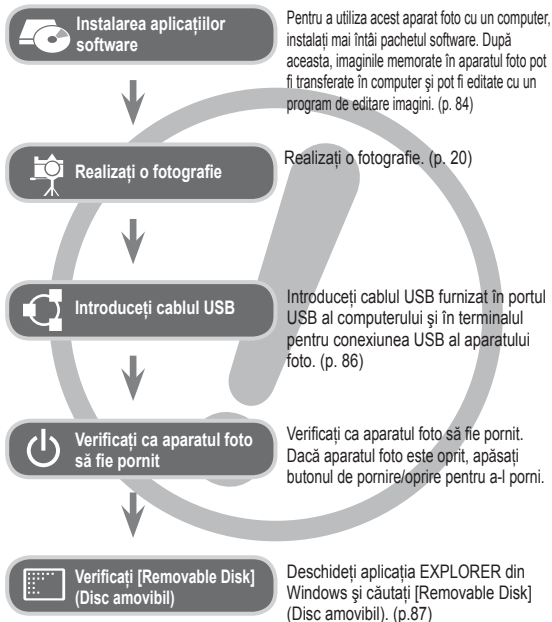 Instalarea aplicațiilor
software
Pentru a utiliza acest aparat foto cu un computer,
instalați mai întâi pachetul software. După
aceasta, imaginile memorate în aparatul foto pot
fi transferate în computer şi pot fi editate cu un
program de editare imagini. (p. 84)
Realizați o fotografie
Realizați o fotografie. (p. 20)
Introduceți cablul USB
Introduceți cablul USB furnizat în portul
USB al computerului şi în terminalul
pentru conexiunea USB al aparatului
foto. (p. 86)
Verificați ca aparatul foto
să fie pornit
Verificați ca aparatul foto să fie pornit.
Dacă aparatul foto este oprit, apăsați
butonul de pornire/oprire pentru a-l porni.
Verificați [Removable Disk]
(Disc amovibil)
Deschideți aplicația EXPLORER din
Windows şi căutați [Removable Disk]
(Disc amovibil). (p.87)